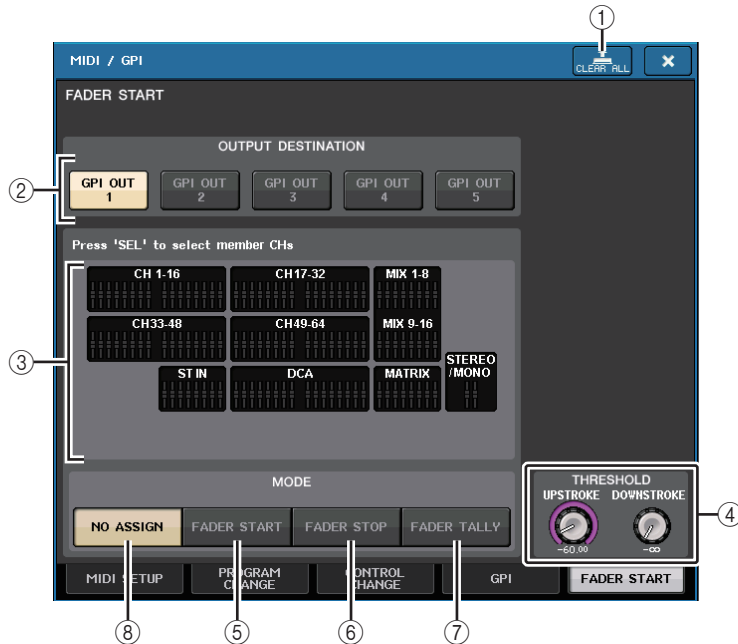 ①
MIDI / GPI
CLEAR ALL
FADER START
OUTPUT DESTINATION
②
GPI OUT 1
GPI OUT 2
GPI OUT 3
GPI OUT 4
GPI OUT 5
Press 'SEL' to select member CHs
CH 1-16
CH17-32
MIX 1-8
CH33-48
CH49-64
MIX 9-16
③
ST IN
DCA
MATRIX
STEREO /MONO
MODE
NO ASSIGN
FADER START
FADER STOP
FADER TALLY
THRESHOLD
UPSTROKE
DOWNSTROKE
-60.00
-∞
④
MIDI SETUP
PROGRAM CHANGE
CONTROL CHANGE
GPI
FADER START
⑧
⑤
⑥
⑦